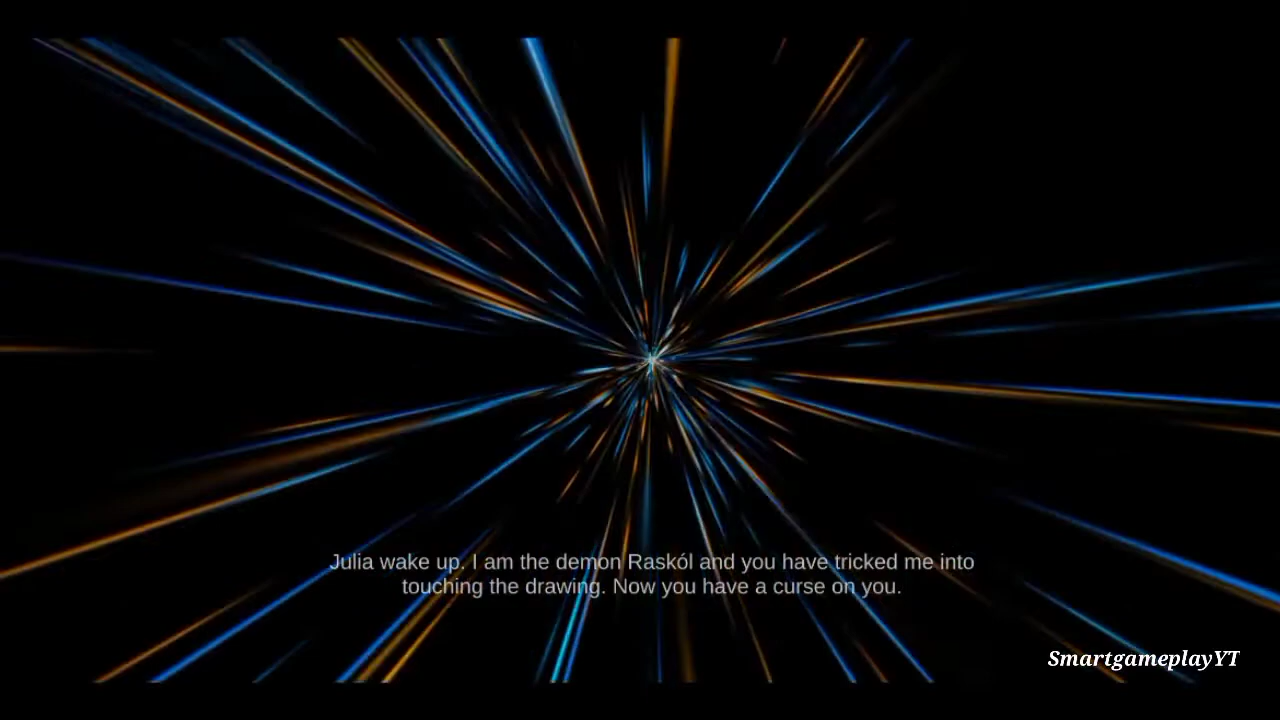 Julia wake up. I am the demon Raskól and you have tricked me into
touching the drawing. Now you have a curse on you.
SmartgameplayYT